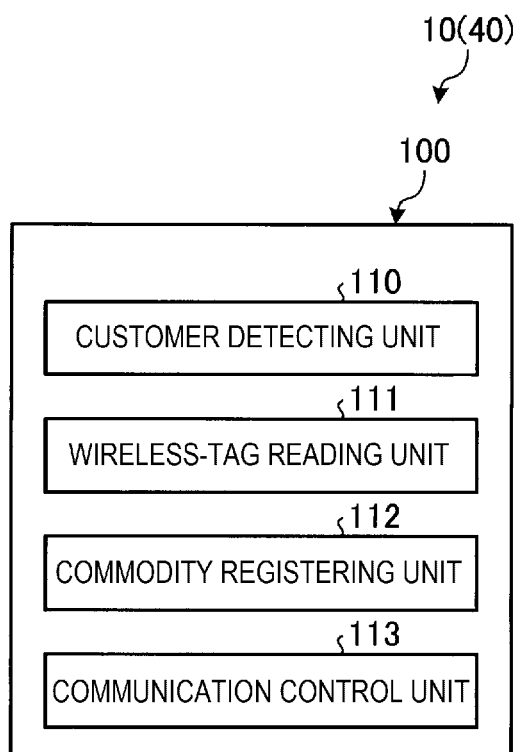 10(40)
100
110
CUSTOMER DETECTING UNIT
111
WIRELESS-TAG READING UNIT
112
COMMODITY REGISTERING UNIT
113
COMMUNICATION CONTROL UNIT